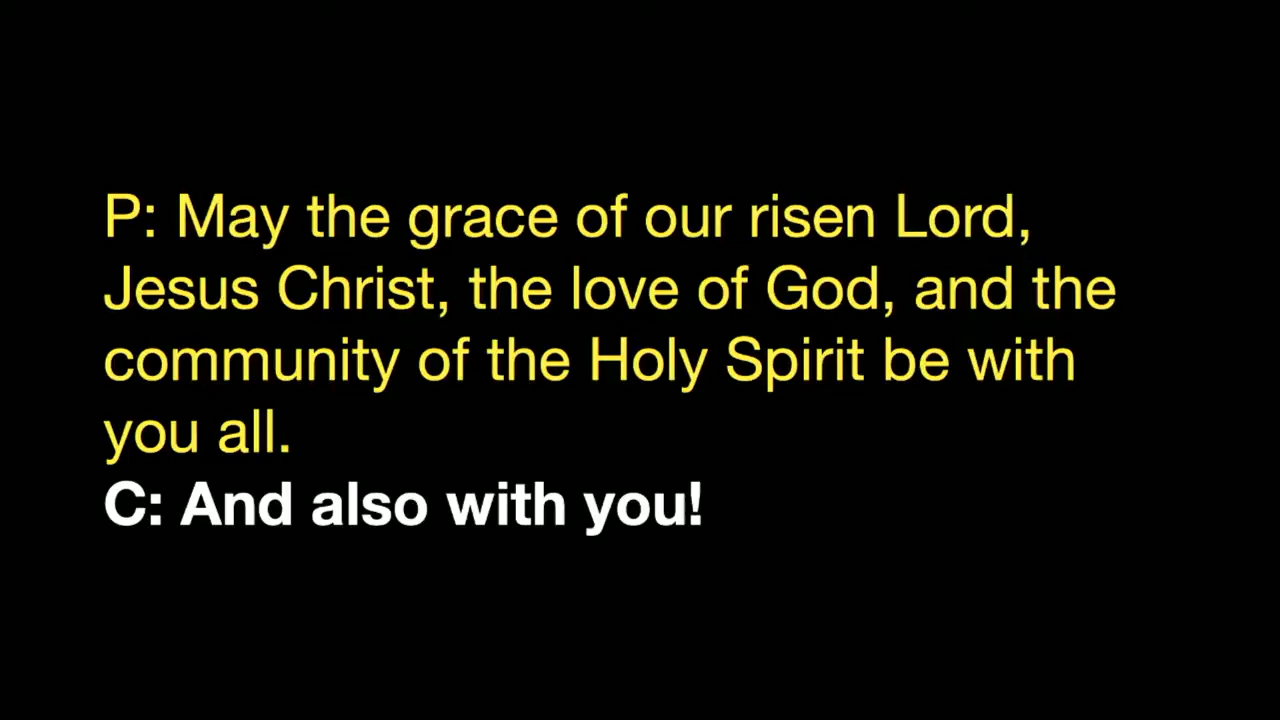 P: May the grace of our risen Lord,
Jesus Christ, the love of God, and the
community of the Holy Spirit be with
you all.
C: And also with you!